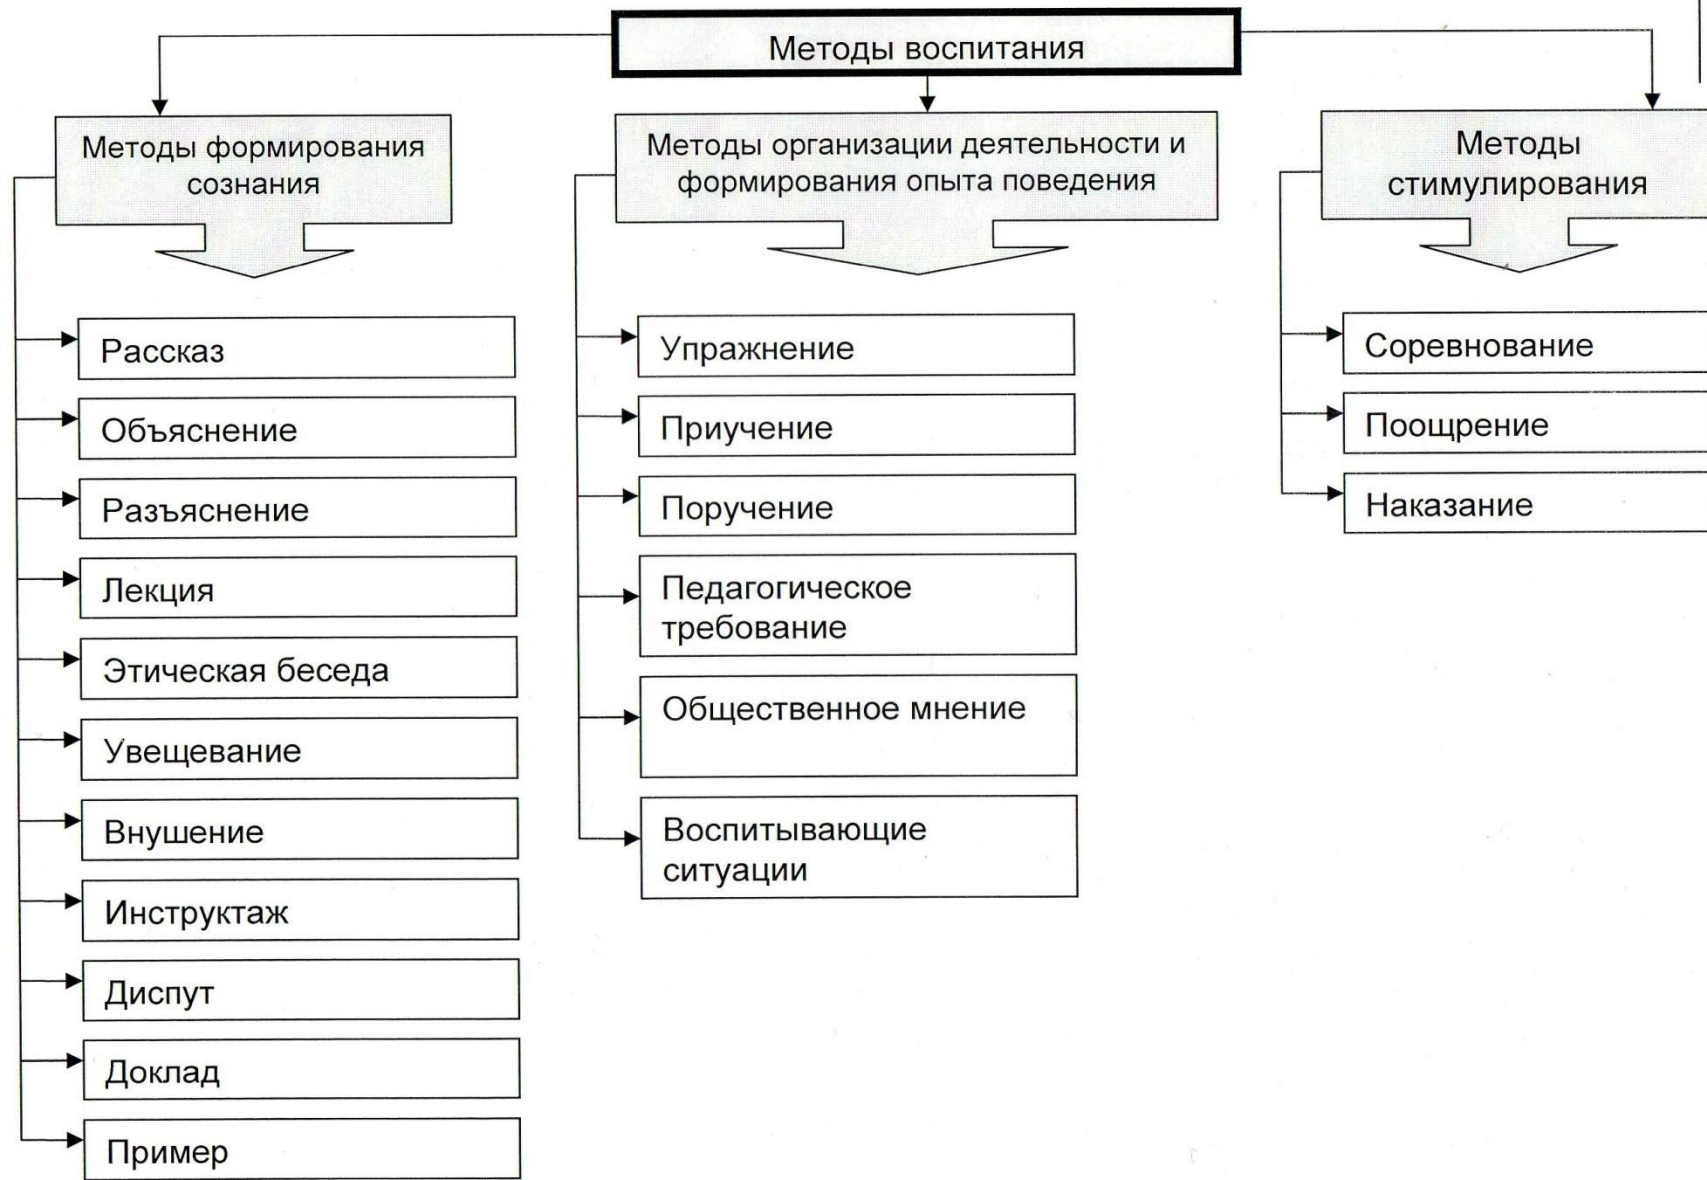 Методы воспитания
Методы формирования
сознания
Рассказ
Объяснение
Разъяснение
Лекция
Этическая беседа
Увещевание
Внушение
Инструктаж
Диспут
Доклад
Пример
Методы организации деятельности и
формирования опыта поведения
Упражнение
Приучение
Поручение
Педагогическое
требование
Общественное мнение
Воспитывающие
ситуации
Методы
стимулирования
Соревнование
Поощрение
Наказание